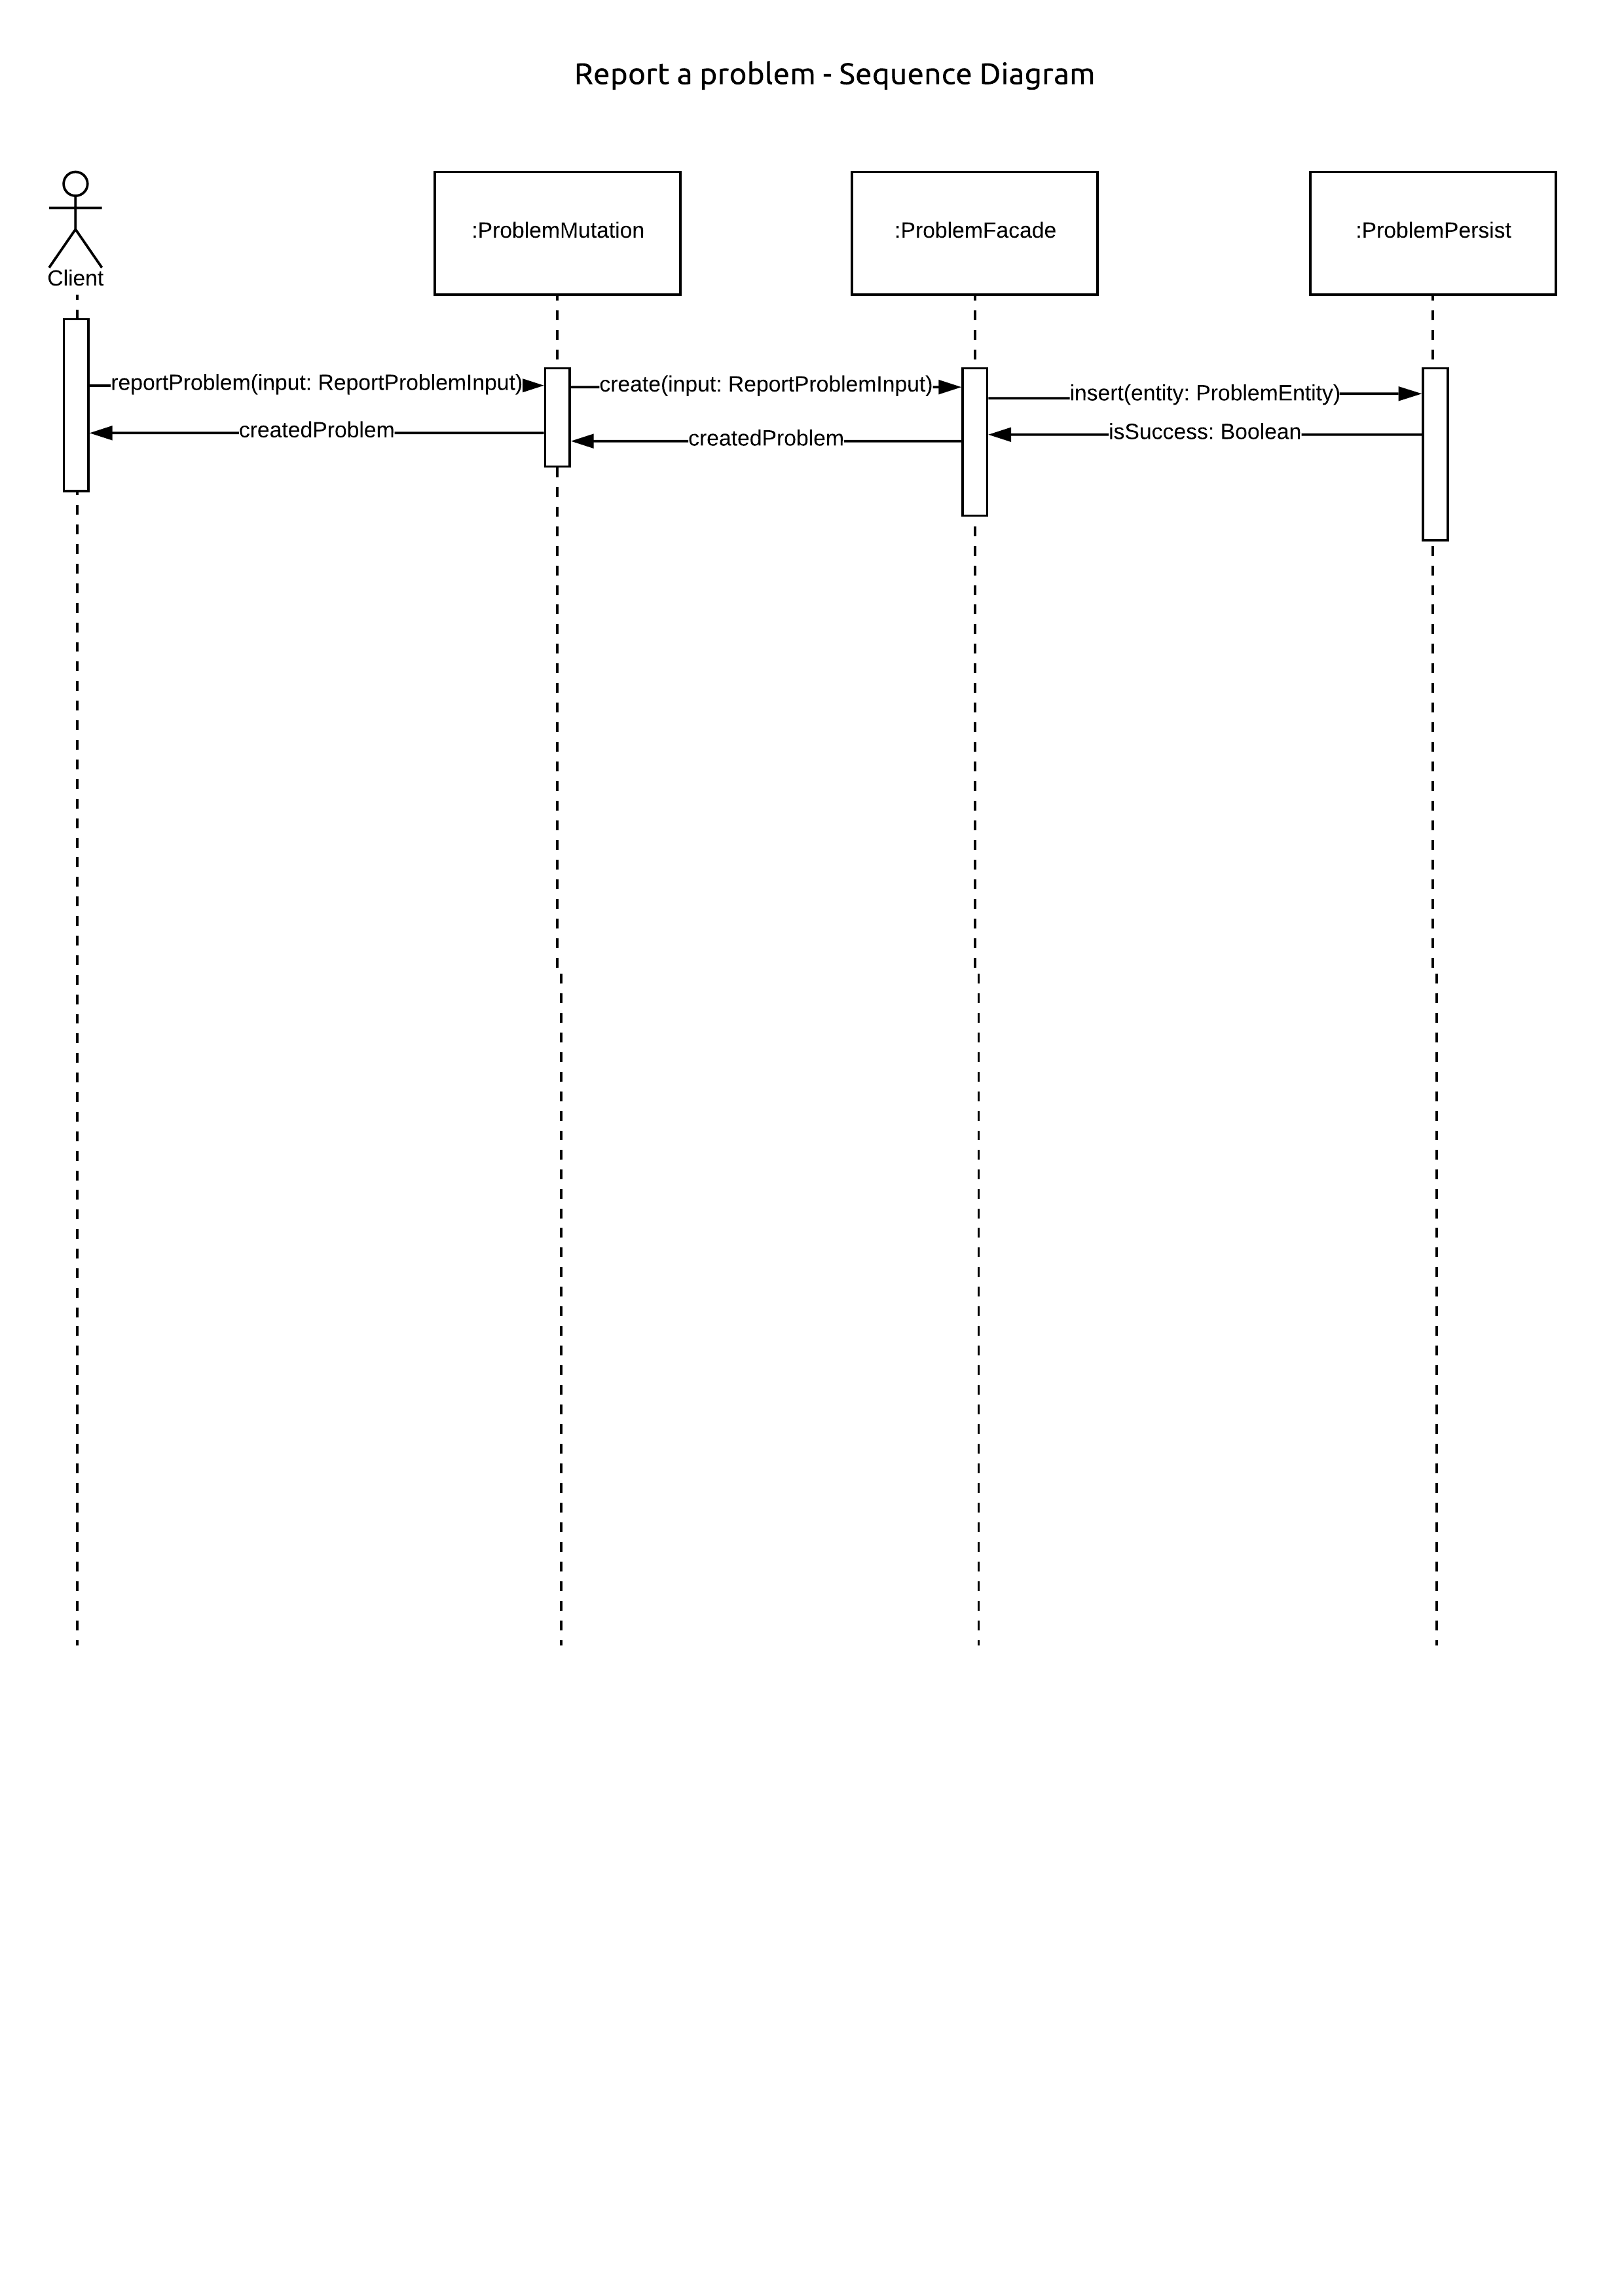 Report a problem - Sequence Diagram
Client
:ProblemMutation
:ProblemFacade
:ProblemPersist
reportProblem(input: ReportProblemInput)
create(input: ReportProblemInput)
insert(entity: ProblemEntity)
createdProblem
createdProblem
isSuccess: Boolean